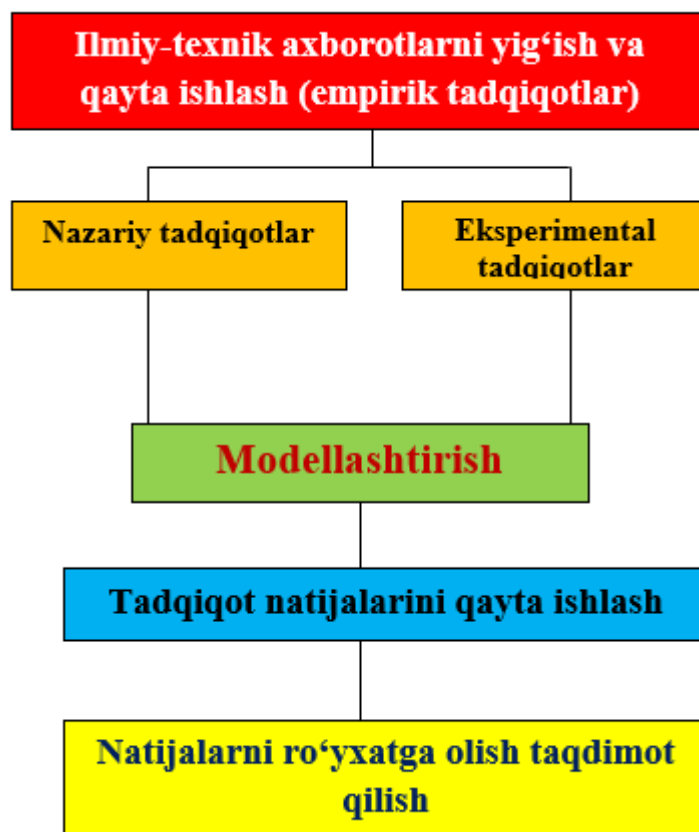 Ilmiy-texnik axborotlarni yig‘ish va
qayta ishlash (empirik tadqiqotlar)
Nazariy tadqiqotlar
Eksperimental
tadqiqotlar
Modellashtirish
Tadqiqot natijalarini qayta ishlash
Natijalarni ro‘yxatga olish taqdimot
qilish